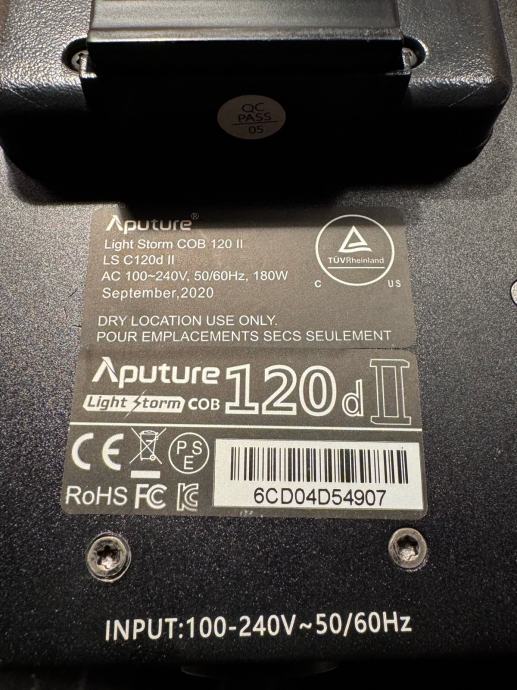 QC
PASS
05
Aputure®
Light Storm COB 120 II
LS C120d II
AC 100~240V, 50/60Hz, 180W
September,2020
TÜVRheinland
C US
DRY LOCATION USE ONLY.
POUR EMPLACEMENTS SECS SEULEMENT
Aputure
Light Storm COB 120d II
CE PSE
RoHS FC KC
6CD04D54907
INPUT:100-240V~50/60Hz